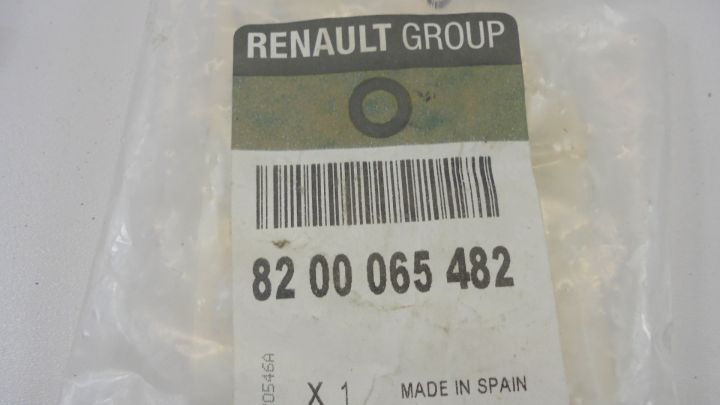 RENAULT GROUP
82 00 065 482
X 1 MADE IN SPAIN